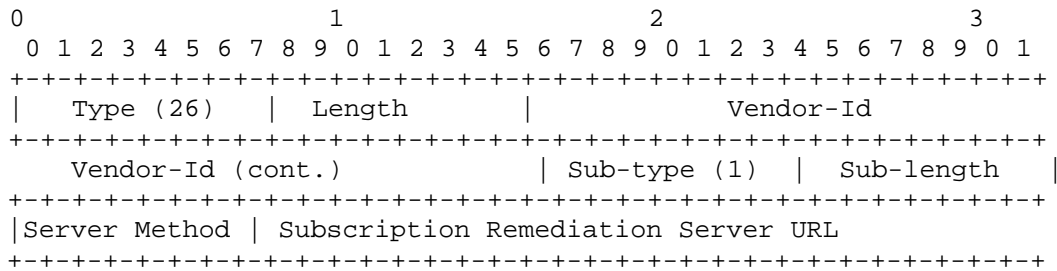 0                   1                   2                   3
 0 1 2 3 4 5 6 7 8 9 0 1 2 3 4 5 6 7 8 9 0 1 2 3 4 5 6 7 8 9 0 1
+-+-+-+-+-+-+-+-+-+-+-+-+-+-+-+-+-+-+-+-+-+-+-+-+-+-+-+-+-+-+-+-+
|   Type (26)   |  Length       |            Vendor-Id
+-+-+-+-+-+-+-+-+-+-+-+-+-+-+-+-+-+-+-+-+-+-+-+-+-+-+-+-+-+-+-+-+
    Vendor-Id (cont.)            | Sub-type (1)  |  Sub-length   |
+-+-+-+-+-+-+-+-+-+-+-+-+-+-+-+-+-+-+-+-+-+-+-+-+-+-+-+-+-+-+-+-+
|Server Method | Subscription Remediation Server URL
+-+-+-+-+-+-+-+-+-+-+-+-+-+-+-+-+-+-+-+-+-+-+-+-+-+-+-+-+-+-+-+-+